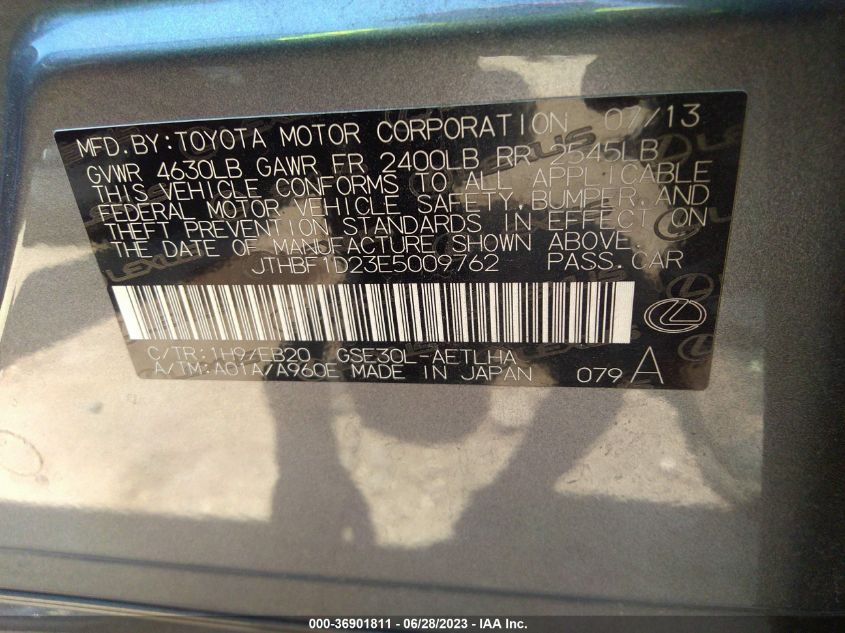 MFD.BY:TOYOTA MOTOR CORPORATION 07/13
GVWR 4630LB GAWR FR 2400LB RR 2545LB
THIS VEHICLE CONFORMS TO ALL APPLICABLE
FEDERAL MOTOR VEHICLE SAFETY,BUMPER,AND
THEFT PREVENTION STANDARDS IN EFFECT ON
THE DATE OF MANUFACTURE SHOWN ABOVE.
JTHBF1D23E5009762 PASS.CAR
C/TR:1H9/EB20 GSE30L-AETLHA
A/TM:A01A/A960E MADE IN JAPAN 079 A
000-36901811 - 06/28/2023 - IAA Inc.